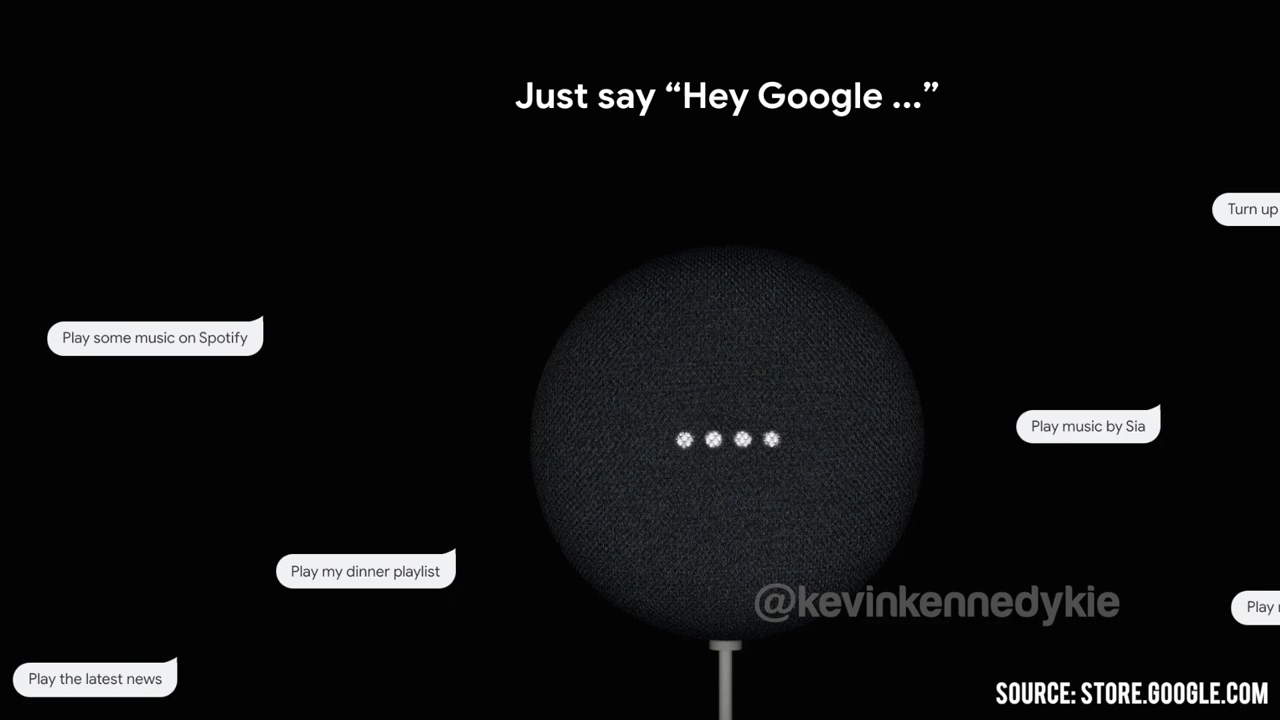 Just say “Hey Google ...”
Turn up
Play some music on Spotify
Play music by Sia
Play my dinner playlist
@kevinkennedykie
Play
Play the latest news
SOURCE: STORE.GOOGLE.COM